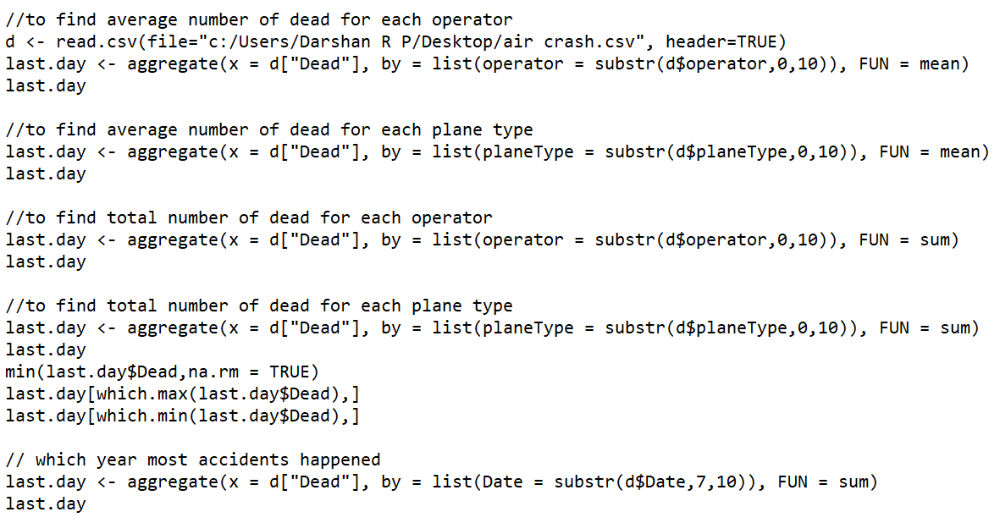 //to find average number of dead for each operator
d <- read.csv(file="c:/Users/Darshan R P/Desktop/air crash.csv", header=TRUE)
last.day <- aggregate(x = d["Dead"], by = list(operator = substr(d$operator,0,10)), FUN = mean)
last.day
//to find average number of dead for each plane type
last.day <- aggregate(x = d["Dead"], by = list(planeType = substr(d$planeType,0,10)), FUN = mean)
last.day
//to find total number of dead for each operator
last.day <- aggregate(x = d["Dead"], by = list(operator = substr(d$operator,0,10)), FUN = sum)
last.day
//to find total number of dead for each plane type
last.day <- aggregate(x = d["Dead"], by = list(planeType = substr(d$planeType,0,10)), FUN = sum)
last.day
min(last.day$Dead,na.rm = TRUE)
last.day[which.max(last.day$Dead),]
last.day[which.min(last.day$Dead),]
// which year most accidents happened
last.day <- aggregate(x = d["Dead"], by = list(Date = substr(d$Date,7,10)), FUN = sum)
last.day